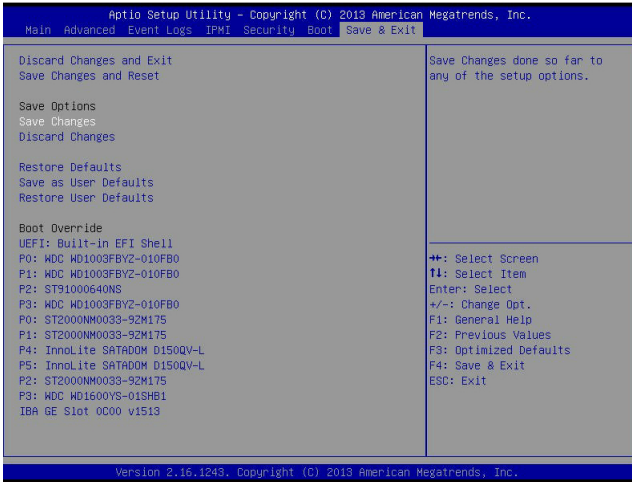 Aptio Setup Utility – Copyright (C) 2013 American Megatrends, Inc.
Main Advanced Event Logs IPMI Security Boot Save & Exit
Discard Changes and Exit
Save Changes and Reset
Save Options
Save Changes
Discard Changes
Restore Defaults
Save as User Defaults
Restore User Defaults
Boot Override
UEFI: Built-in EFI Shell
P0: WDC WD1003FBYZ-010FB0
P1: WDC WD1003FBYZ-010FB0
P2: ST91000640NS
P3: WDC WD1003FBYZ-010FB0
P0: ST2000NM0033-9ZM175
P1: ST2000NM0033-9ZM175
P4: InnoLite SATADOM D150QV-L
P5: InnoLite SATADOM D150QV-L
P2: ST2000NM0033-9ZM175
P3: WDC WD1600YS-01SHB1
IBA GE Slot 0C00 v1513
Save Changes done so far to
any of the setup options.
→←: Select Screen
↑↓: Select Item
Enter: Select
+/-: Change Opt.
F1: General Help
F2: Previous Values
F3: Optimized Defaults
F4: Save & Exit
ESC: Exit
Version 2.16.1243. Copyright (C) 2013 American Megatrends, Inc.